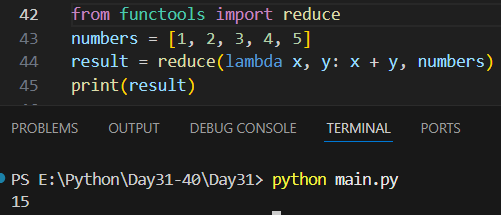 42 from functools import reduce
43 numbers = [1, 2, 3, 4, 5]
44 result = reduce(lambda x, y: x + y, numbers)
45 print(result)
PROBLEMS OUTPUT DEBUG CONSOLE TERMINAL PORTS
PS E:\Python\Day31-40\Day31> python main.py
15